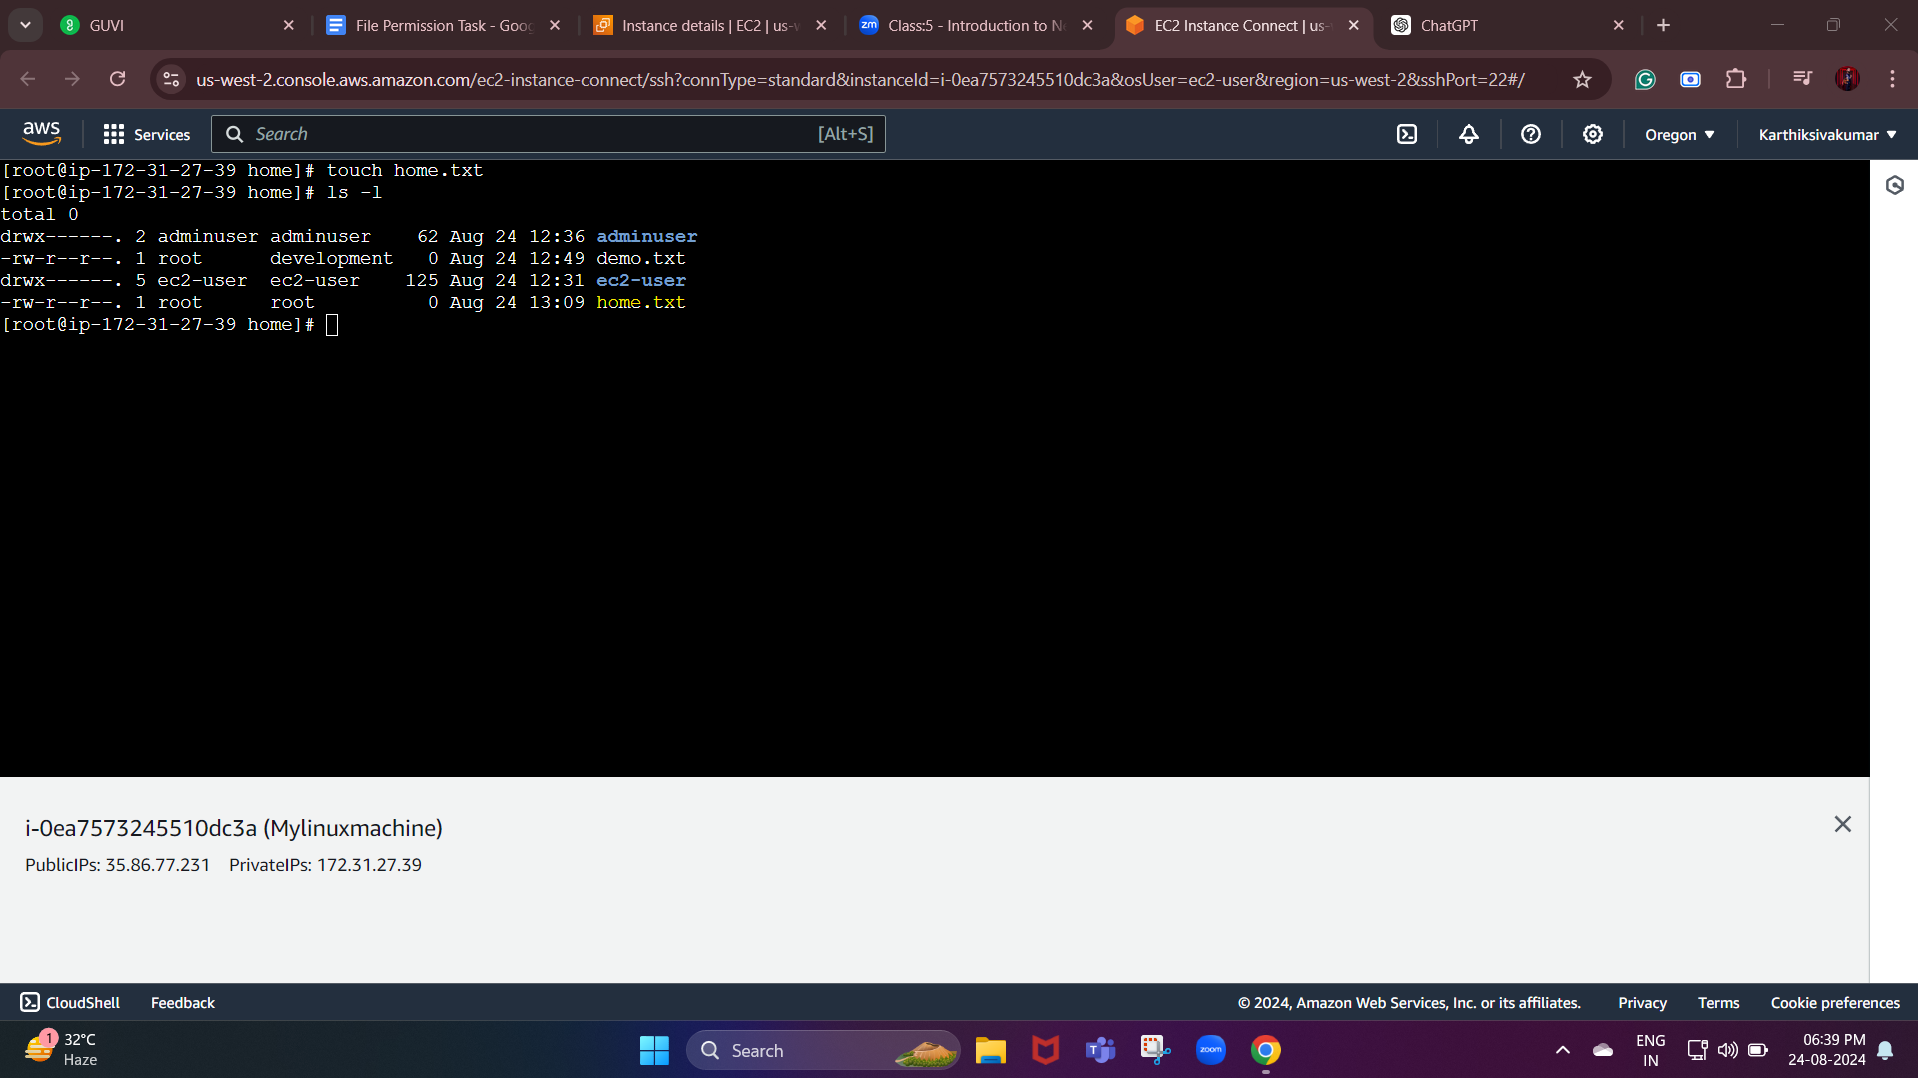 GUVI
File Permission Task - Goog
Instance details | EC2 | us-w
zm
Class:5 - Introduction to Ne
EC2 Instance Connect | us-
ChatGPT
us-west-2.console.aws.amazon.com/ec2-instance-connect/ssh?connType=standard&instanceId=i-0ea7573245510dc3a&osUser=ec2-user&region=us-west-2&sshPort=22#/
aws
Services
Search
[Alt+S]
Oregon
Karthiksivakumar
[root@ip-172-31-27-39 home]# touch home.txt
[root@ip-172-31-27-39 home]# ls -l
total 0
drwx------. 2 adminuser adminuser 62 Aug 24 12:36 adminuser
-rw-r--r--. 1 root development 0 Aug 24 12:49 demo.txt
drwx------. 5 ec2-user ec2-user 125 Aug 24 12:31 ec2-user
-rw-r--r--. 1 root root 0 Aug 24 13:09 home.txt
[root@ip-172-31-27-39 home]#
i-0ea7573245510dc3a (Mylinuxmachine)
PublicIPs: 35.86.77.231 PrivateIPs: 172.31.27.39
CloudShell
Feedback
© 2024, Amazon Web Services, Inc. or its affiliates.
Privacy
Terms
Cookie preferences
1
32°C
Haze
Search
zoom
ENG
IN
06:39 PM
24-08-2024